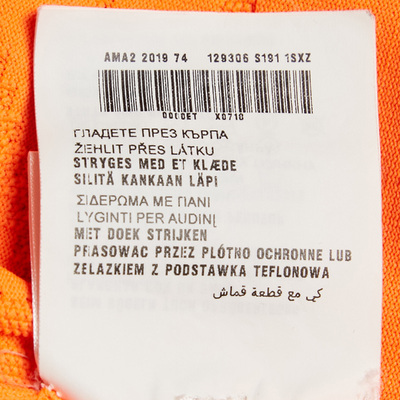 AMA2 2019 74 129306 S191 1SXZ
0000ET X0710
ГЛАДЕТЕ ПРЕЗ КЪРПА
ŽEHLIT PŘES LÁTKU
STRYGES MED ET KLÆDE
SILITÄ KANKAAN LÄPI
ΣΙΔΕΡΩΜΑ ΜΕ ΠΑΝΙ
LYGINTI PER AUDINĮ
MET DOEK STRIJKEN
PRASOWAC PRZEZ PLÓTNO OCHRONNE LUB
ZELAZKIEM Z PODSTAWKA TEFLONOWA
كي مع قطعة قماش